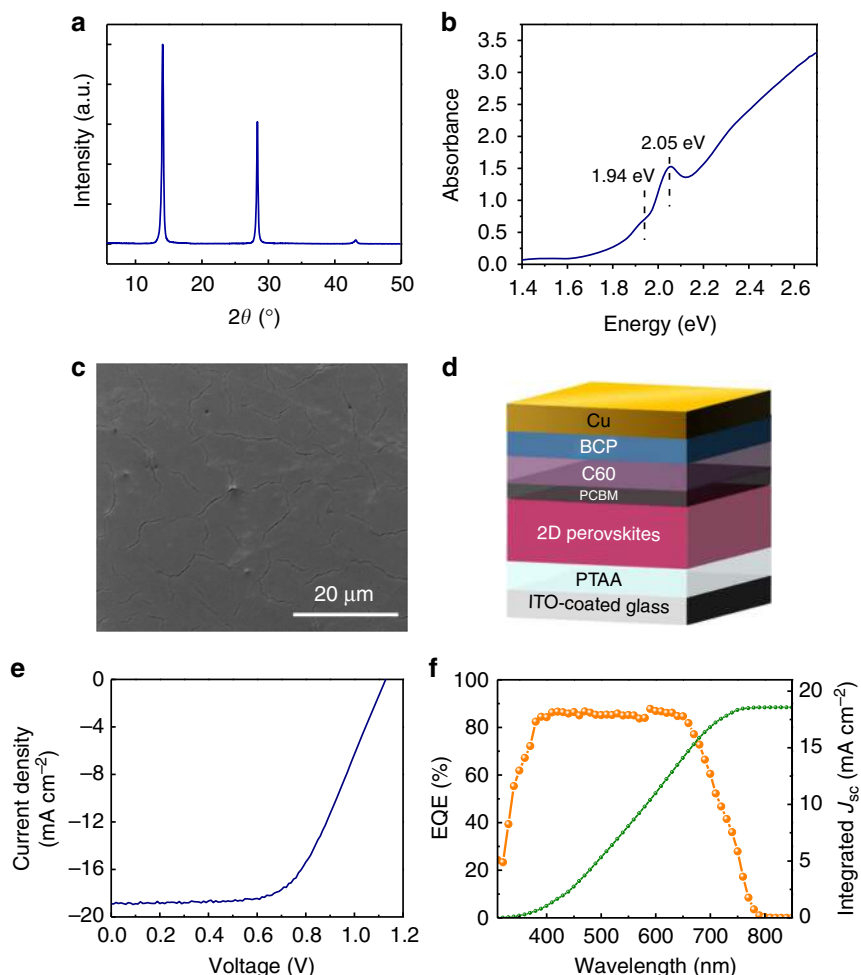 a
Intensity (a.u.)
0 10 20 30 40 50
2θ (°)
b
Absorbance
3.5
3.0
2.5
2.0
1.5
1.0
0.5
0.0
2.05 eV
1.94 eV
1.4 1.6 1.8 2.0 2.2 2.4 2.6
Energy (eV)
c
20 μm
d
Cu
BCP
C60
PCBM
2D perovskites
PTAA
ITO-coated glass
e
Current density
(mA cm⁻²)
0
−4
−8
−12
−16
−20
0.0 0.2 0.4 0.6 0.8 1.0 1.2
Voltage (V)
f
EQE (%)
100
80
60
40
20
0
400 500 600 700 800
Wavelength (nm)
20
15
10
5
0
Integrated Jsc (mA cm⁻²)